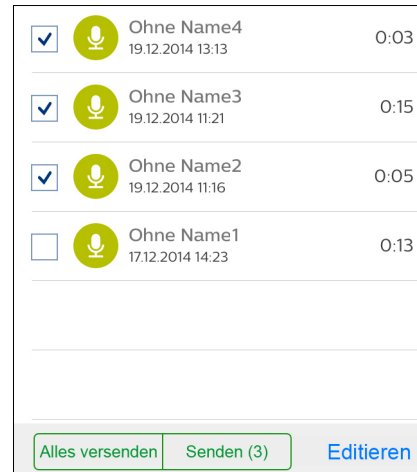 Ohne Name4
0:03
19.12.2014 13:13
Ohne Name3
0:15
19.12.2014 11:21
Ohne Name2
0:05
19.12.2014 11:16
Ohne Name1
0:13
17.12.2014 14:23
Alles versenden
Senden (3)
Editieren